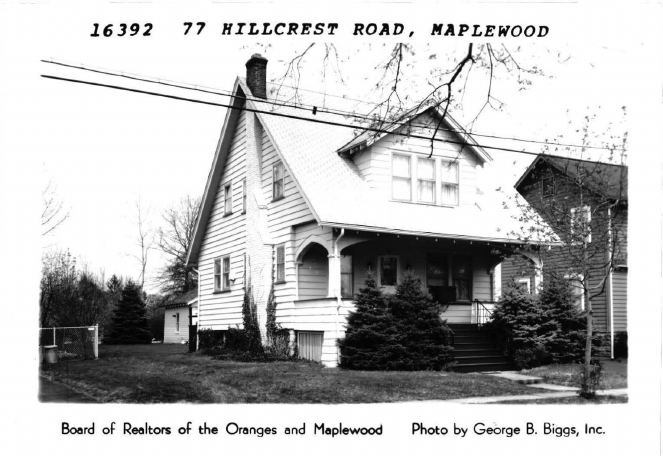 16392 77 HILLCREST ROAD, MAPLEWOOD
Board of Realtors of the Oranges and Maplewood Photo by George B. Biggs, Inc.